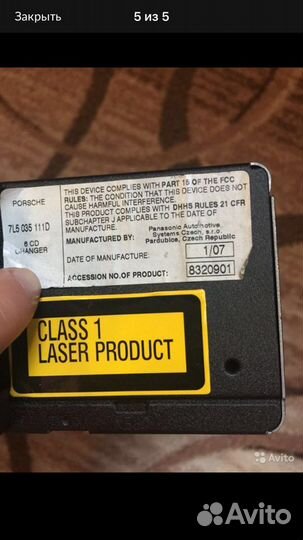 Закрыть
5 из 5
PORSCHE
7L5 035 111D
6 CD
CHANGER
THIS DEVICE COMPLIES WITH PART 15 OF THE FCC
RULES: THE CONDITION THAT THIS DEVICE DOES NOT
CAUSE HARMFUL INTERFERENCE.
THIS PRODUCT COMPLIES WITH DHHS RULES 21 CFR
SUBCHAPTER J APPLICABLE TO THE DATE OF
MANUFACTURE.
MANUFACTURED BY:
Panasonic Automotive
Systems Czech, s.r.o.
Pardubice, Czech Republic
DATE OF MANUFACTURE:
1/07
ACCESSION NO.OF PRODUCT:
8320901
CLASS 1
LASER PRODUCT
Avito
Avito